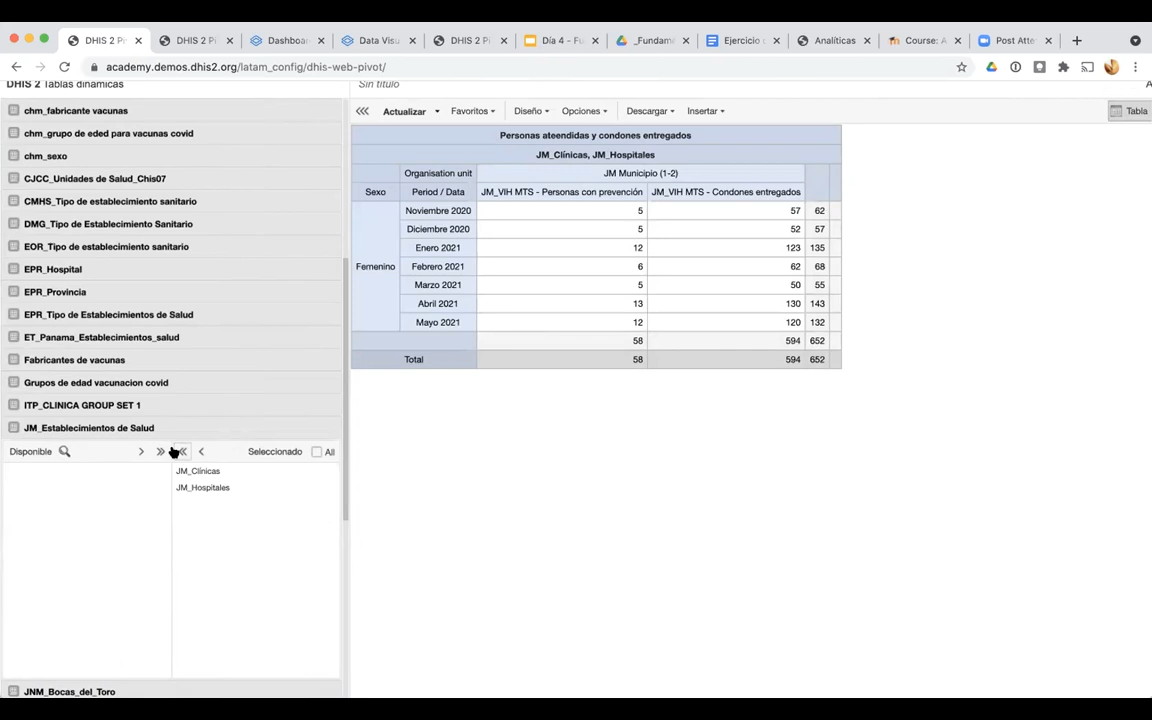 DHIS 2 Pi
DHIS 2 Pi
Dashboa
Data Visu
DHIS 2 Pi
Día 4 - Fu
_Fundam
Ejercicio d
Analíticas
Course: A
Post Atte
academy.demos.dhis2.org/latam_config/dhis-web-pivot/
DHIS 2 Tablas dinámicas
Sin título
A
chm_fabricante vacunas
chm_grupo de eded para vacunas covid
chm_sexo
CJCC_Unidades de Salud_Chis07
CMHS_Tipo de establecimiento sanitario
DMG_Tipo de Establecimiento Sanitario
EOR_Tipo de establecimiento sanitario
EPR_Hospital
EPR_Provincia
EPR_Tipo de Establecimientos de Salud
ET_Panama_Establecimientos_salud
Fabricantes de vacunas
Grupos de edad vacunacion covid
ITP_CLINICA GROUP SET 1
JM_Establecimientos de Salud
Disponible
Seleccionado
All
JM_Clínicas
JM_Hospitales
JNM_Bocas_del_Toro
Actualizar Favoritos Diseño Opciones Descargar Insertar Tabla
Personas ateendidas y condones entregados
JM_Clínicas, JM_Hospitales
Organisation unit JM Municipio (1-2)
Sexo Period / Data JM_VIH MTS - Personas con prevención JM_VIH MTS - Condones entregados
Noviembre 2020 5 57 62
Diciembre 2020 5 52 57
Enero 2021 12 123 135
Femenino Febrero 2021 6 62 68
Marzo 2021 5 50 55
Abril 2021 13 130 143
Mayo 2021 12 120 132
58 594 652
Total 58 594 652